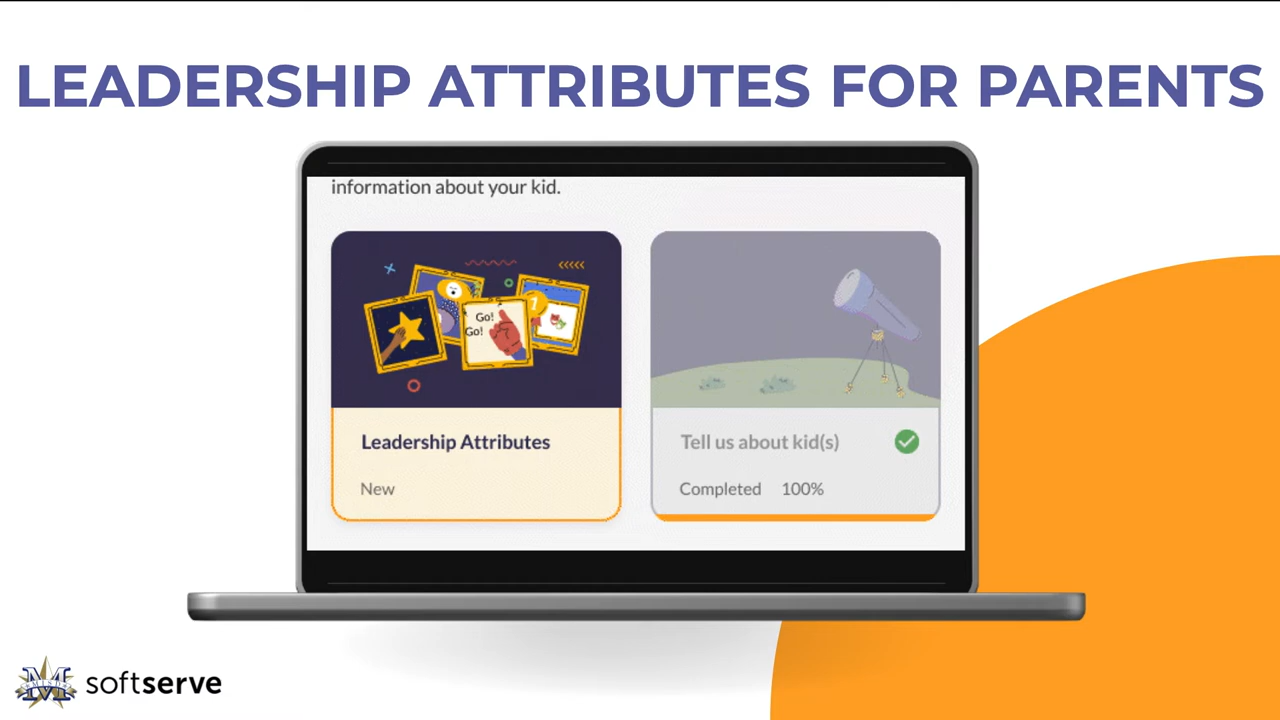 LEADERSHIP ATTRIBUTES FOR PARENTS
information about your kid.
Go!
Go!
1
Leadership Attributes
New
Tell us about kid(s)
Completed 100%
M
softserve